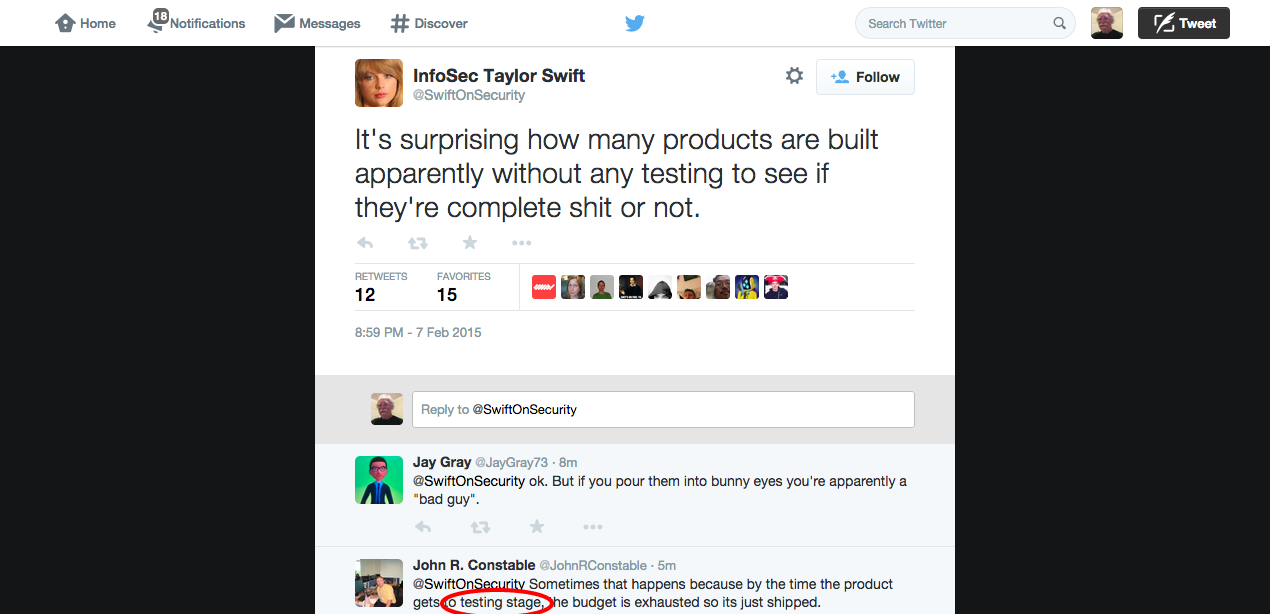 Home
18
Notifications
Messages
Discover
Search Twitter
Tweet
InfoSec Taylor Swift
@SwiftOnSecurity
Follow
It's surprising how many products are built
apparently without any testing to see if
they're complete shit or not.
RETWEETS
12
FAVORITES
15
8:59 PM - 7 Feb 2015
Reply to @SwiftOnSecurity
Jay Gray @JayGray73 · 8m
@SwiftOnSecurity ok. But if you pour them into bunny eyes you're apparently a
"bad guy".
John R. Constable @JohnRConstable · 5m
@SwiftOnSecurity Sometimes that happens because by the time the product
gets to testing stage, the budget is exhausted so its just shipped.